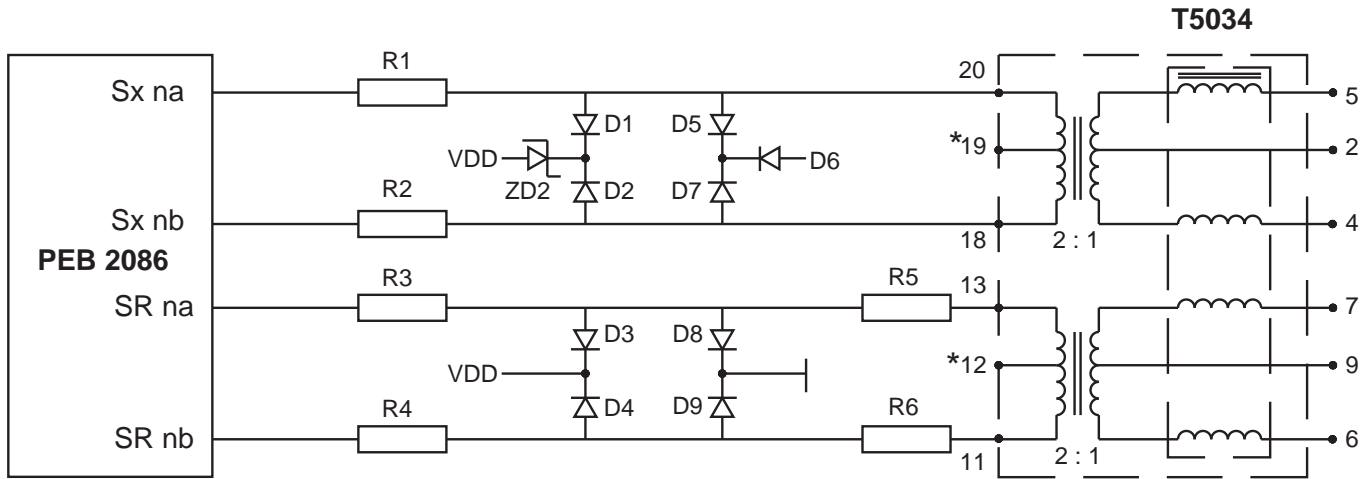 T5034
R1
20
Sx na
5
D1
D5
VDD
*19
2
D6
ZD2
D2
D7
R2
Sx nb
4
18
2 : 1
PEB 2086
R3
R5
13
SR na
7
D3
D8
VDD
*12
9
R4
D4
D9
R6
SR nb
6
11
2 : 1